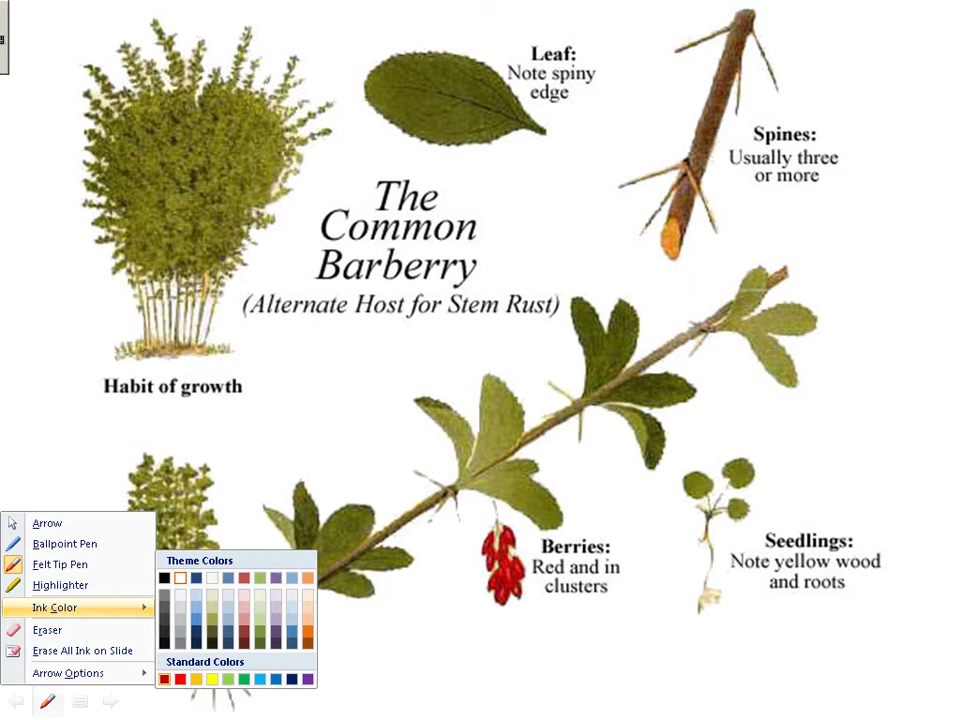 Leaf:
Note spiny
edge
Spines:
Usually three
or more
The
Common
Barberry
(Alternate Host for Stem Rust)
Habit of growth
Berries:
Red and in
clusters
Seedlings:
Note yellow wood
and roots
Arrow
Ballpoint Pen
Felt Tip Pen
Highlighter
Ink Color
Eraser
Erase All Ink on Slide
Arrow Options
Theme Colors
Standard Colors